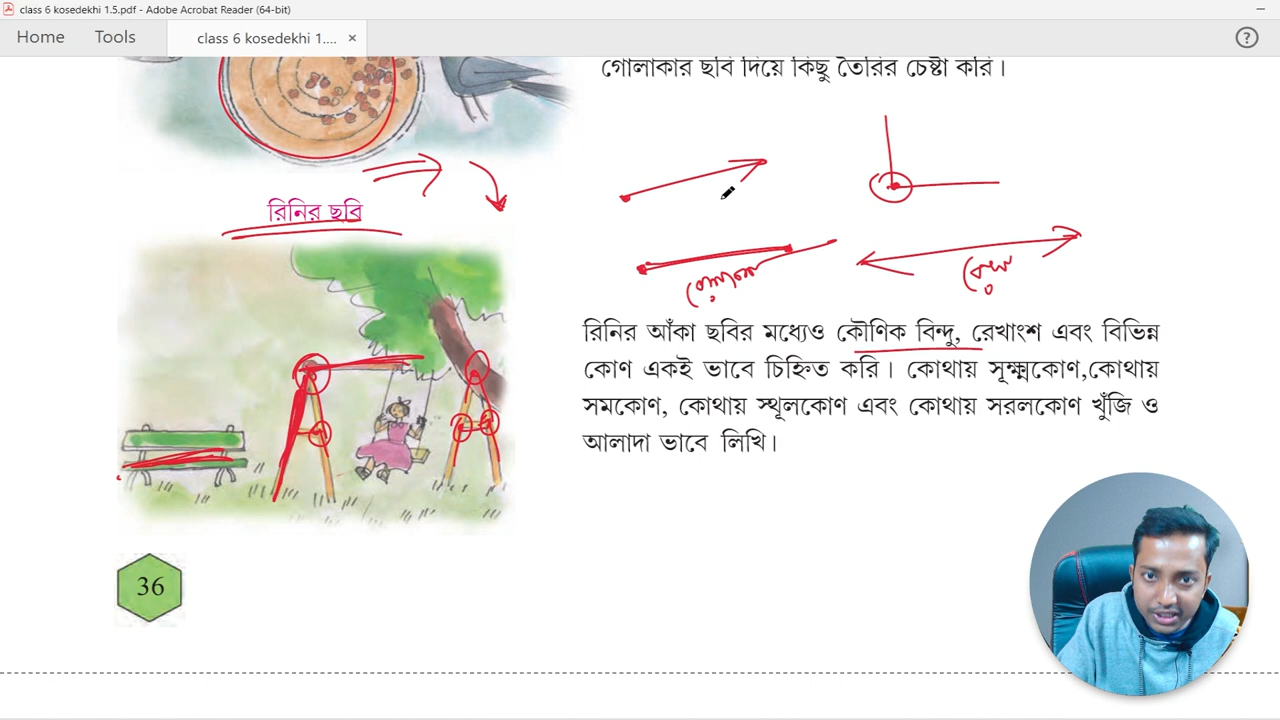 class 6 kosedekhi 1.5.pdf - Adobe Acrobat Reader (64-bit)
Home Tools class 6 kosedekhi 1.... × ?
গোলাকার ছবি দিয়ে কিছু তৈরির চেষ্টা করি।
রিনির ছবি
রিনির আঁকা ছবির মধ্যেও কৌণিক বিন্দু, রেখাংশ এবং বিভিন্ন
কোণ একই ভাবে চিহ্নিত করি। কোথায় সূক্ষ্মকোণ,কোথায়
সমকোণ, কোথায় স্থূলকোণ এবং কোথায় সরলকোণ খুঁজি ও
আলাদা ভাবে লিখি।
36